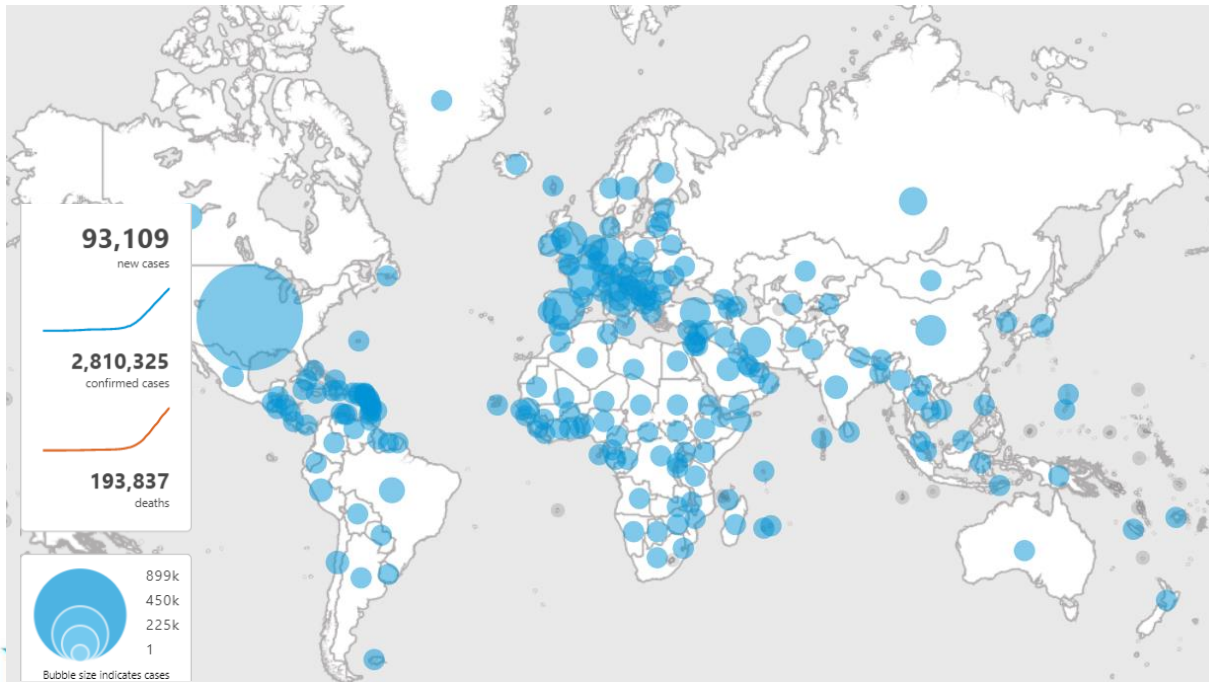 93,109
new cases
2,810,325
confirmed cases
193,837
deaths
899k
450k
225k
1
Bubble size indicates cases